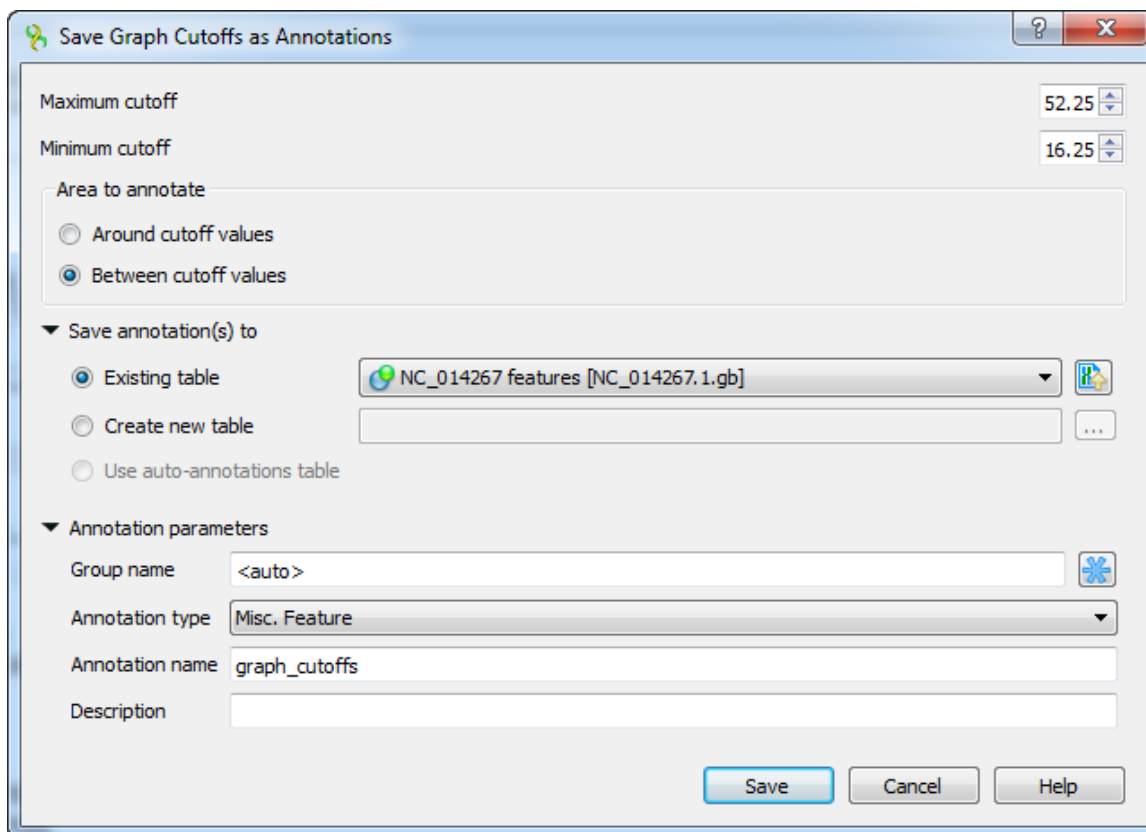 Save Graph Cutoffs as Annotations
Maximum cutoff 52.25
Minimum cutoff 16.25
Area to annotate
Around cutoff values
Between cutoff values
Save annotation(s) to
Existing table NC_014267 features [NC_014267.1.gb]
Create new table ...
Use auto-annotations table
Annotation parameters
Group name <auto>
Annotation type Misc. Feature
Annotation name graph_cutoffs
Description
Save Cancel Help